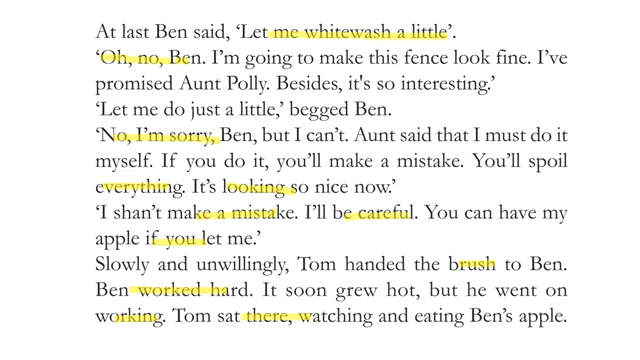 At last Ben said, ‘Let me whitewash a little’.
‘Oh, no, Ben. I’m going to make this fence look fine. I’ve
promised Aunt Polly. Besides, it's so interesting.’
‘Let me do just a little,’ begged Ben.
‘No, I’m sorry, Ben, but I can’t. Aunt said that I must do it
myself. If you do it, you’ll make a mistake. You’ll spoil
everything. It’s looking so nice now.’
‘I shan’t make a mistake. I’ll be careful. You can have my
apple if you let me.’
Slowly and unwillingly, Tom handed the brush to Ben.
Ben worked hard. It soon grew hot, but he went on
working. Tom sat there, watching and eating Ben’s apple.